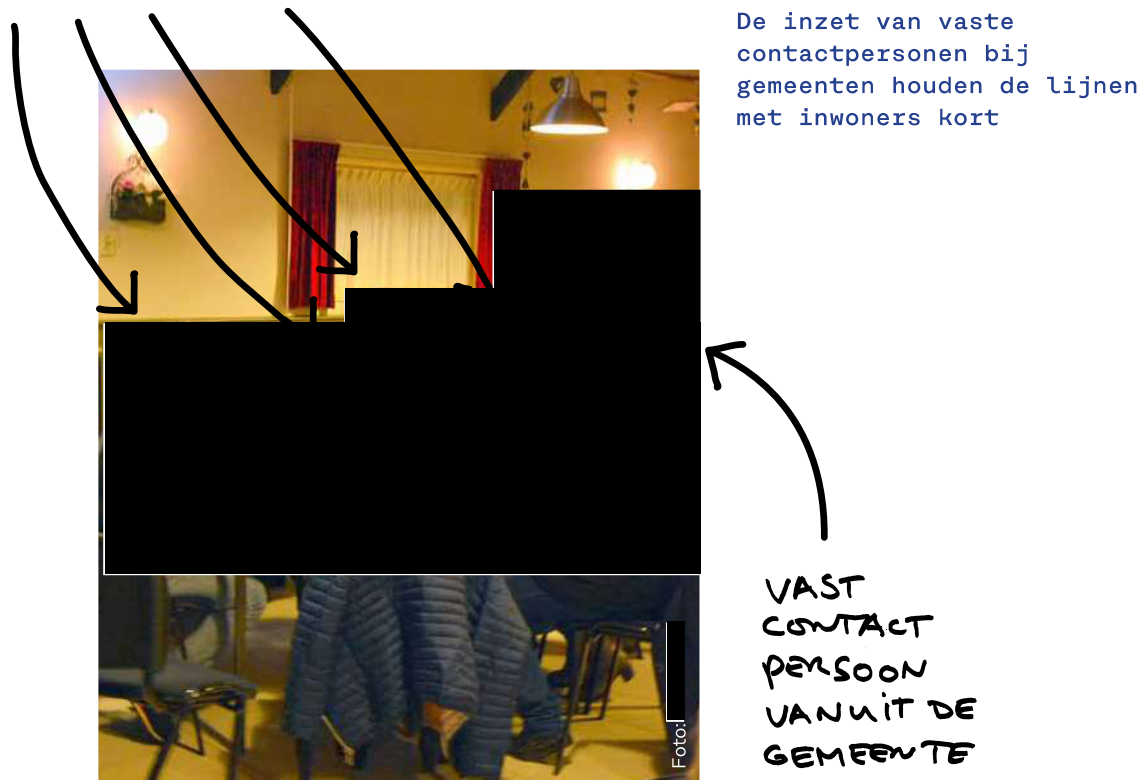 De inzet van vaste
contactpersonen bij
gemeenten houden de lijnen
met inwoners kort
VAST
CONTACT
PERSOON
VANUIT DE
GEMEENTE
Foto: